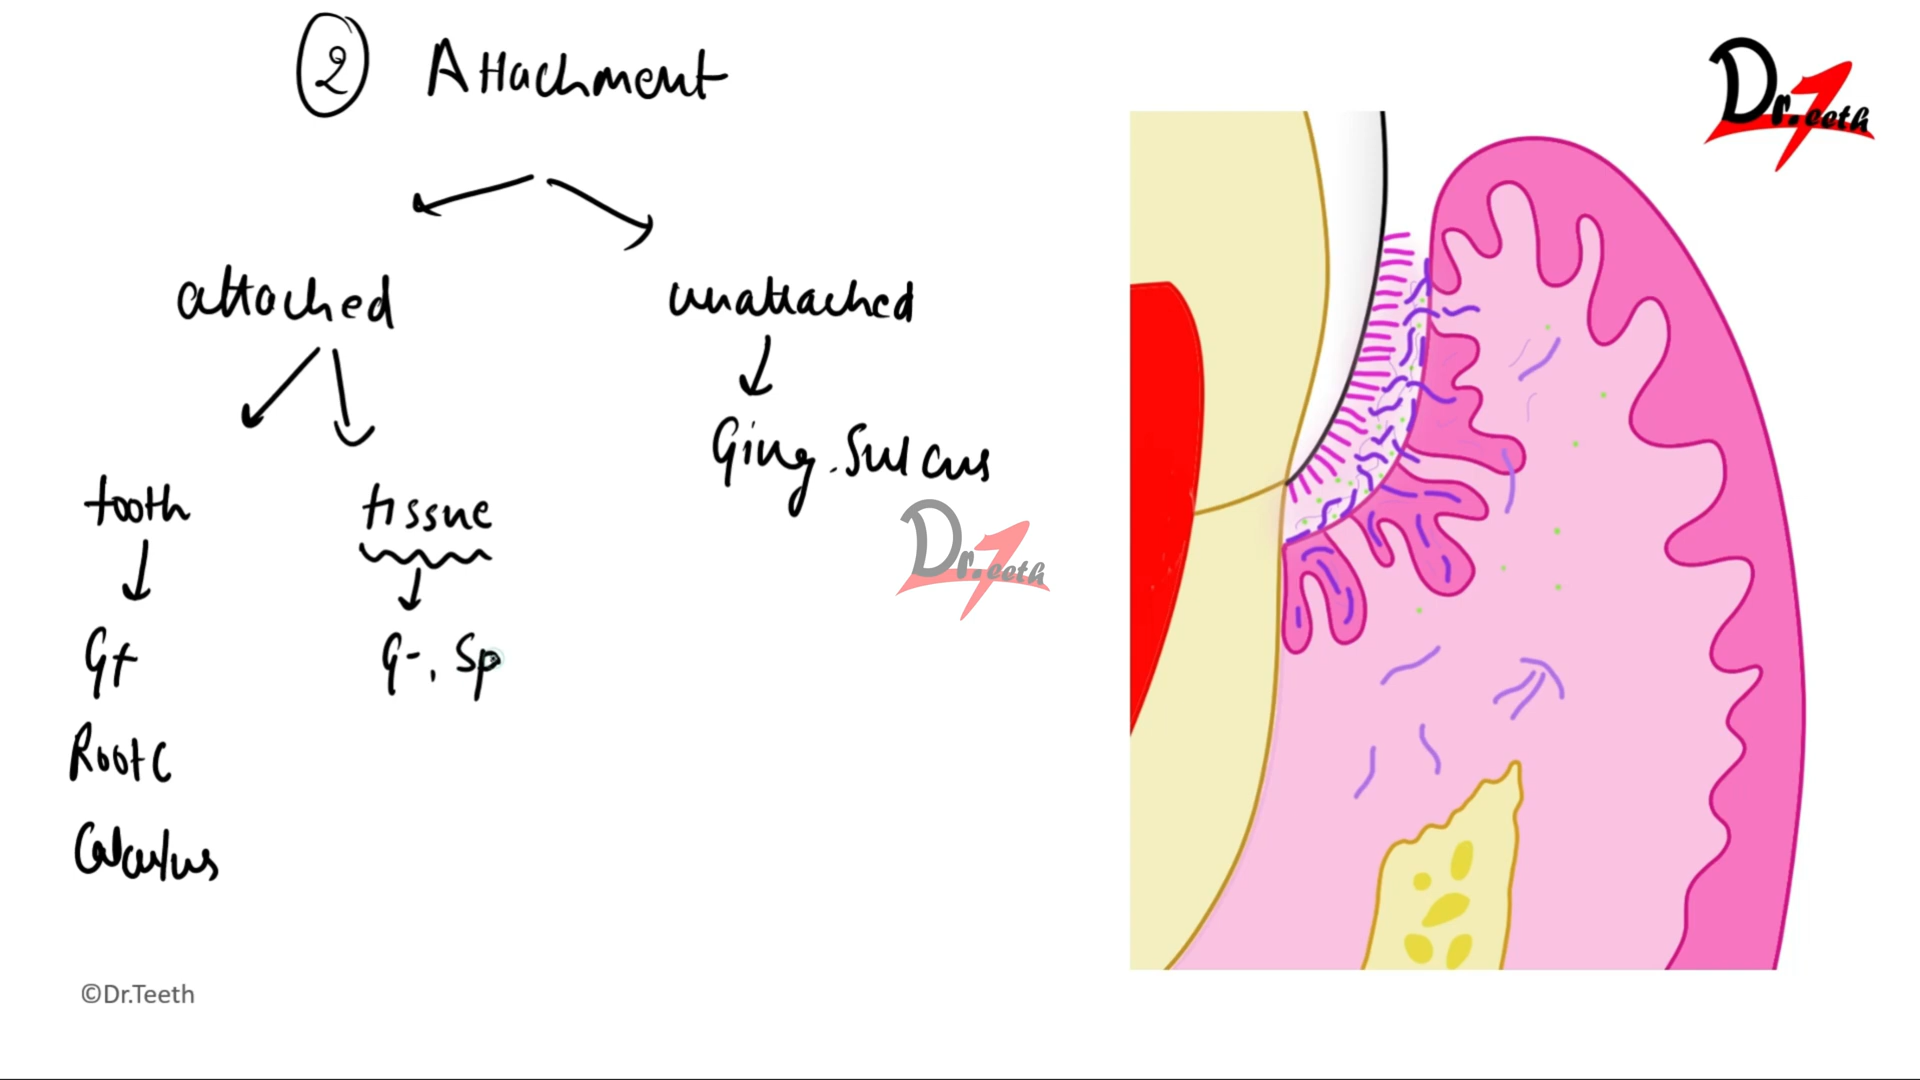 2 Attachment
Dr. Teeth
attached
unattached
Ging. Sulcus
tooth
tissue
Dr. Teeth
G+
G-, Sp
Root C
Calculus
©Dr.Teeth